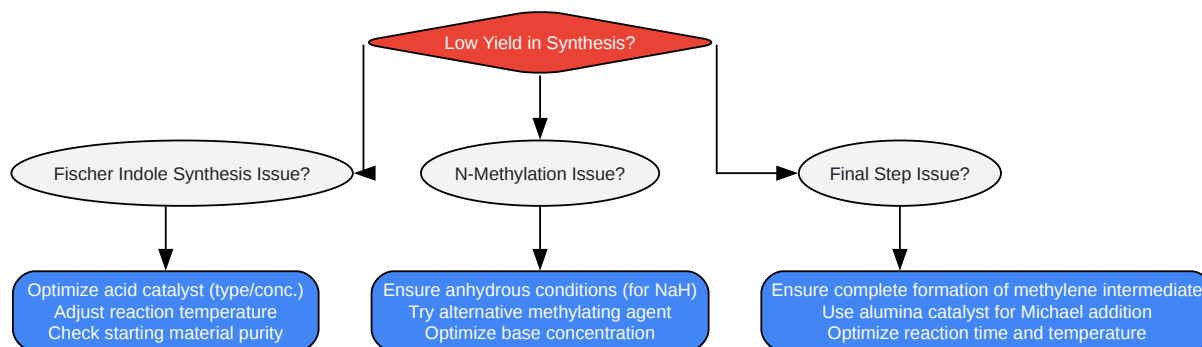 Low Yield in Synthesis?
Fischer Indole Synthesis Issue?
N-Methylation Issue?
Final Step Issue?
Optimize acid catalyst (type/conc.)
Adjust reaction temperature
Check starting material purity
Ensure anhydrous conditions (for NaH)
Try alternative methylating agent
Optimize base concentration
Ensure complete formation of methylene intermediate
Use alumina catalyst for Michael addition
Optimize reaction time and temperature